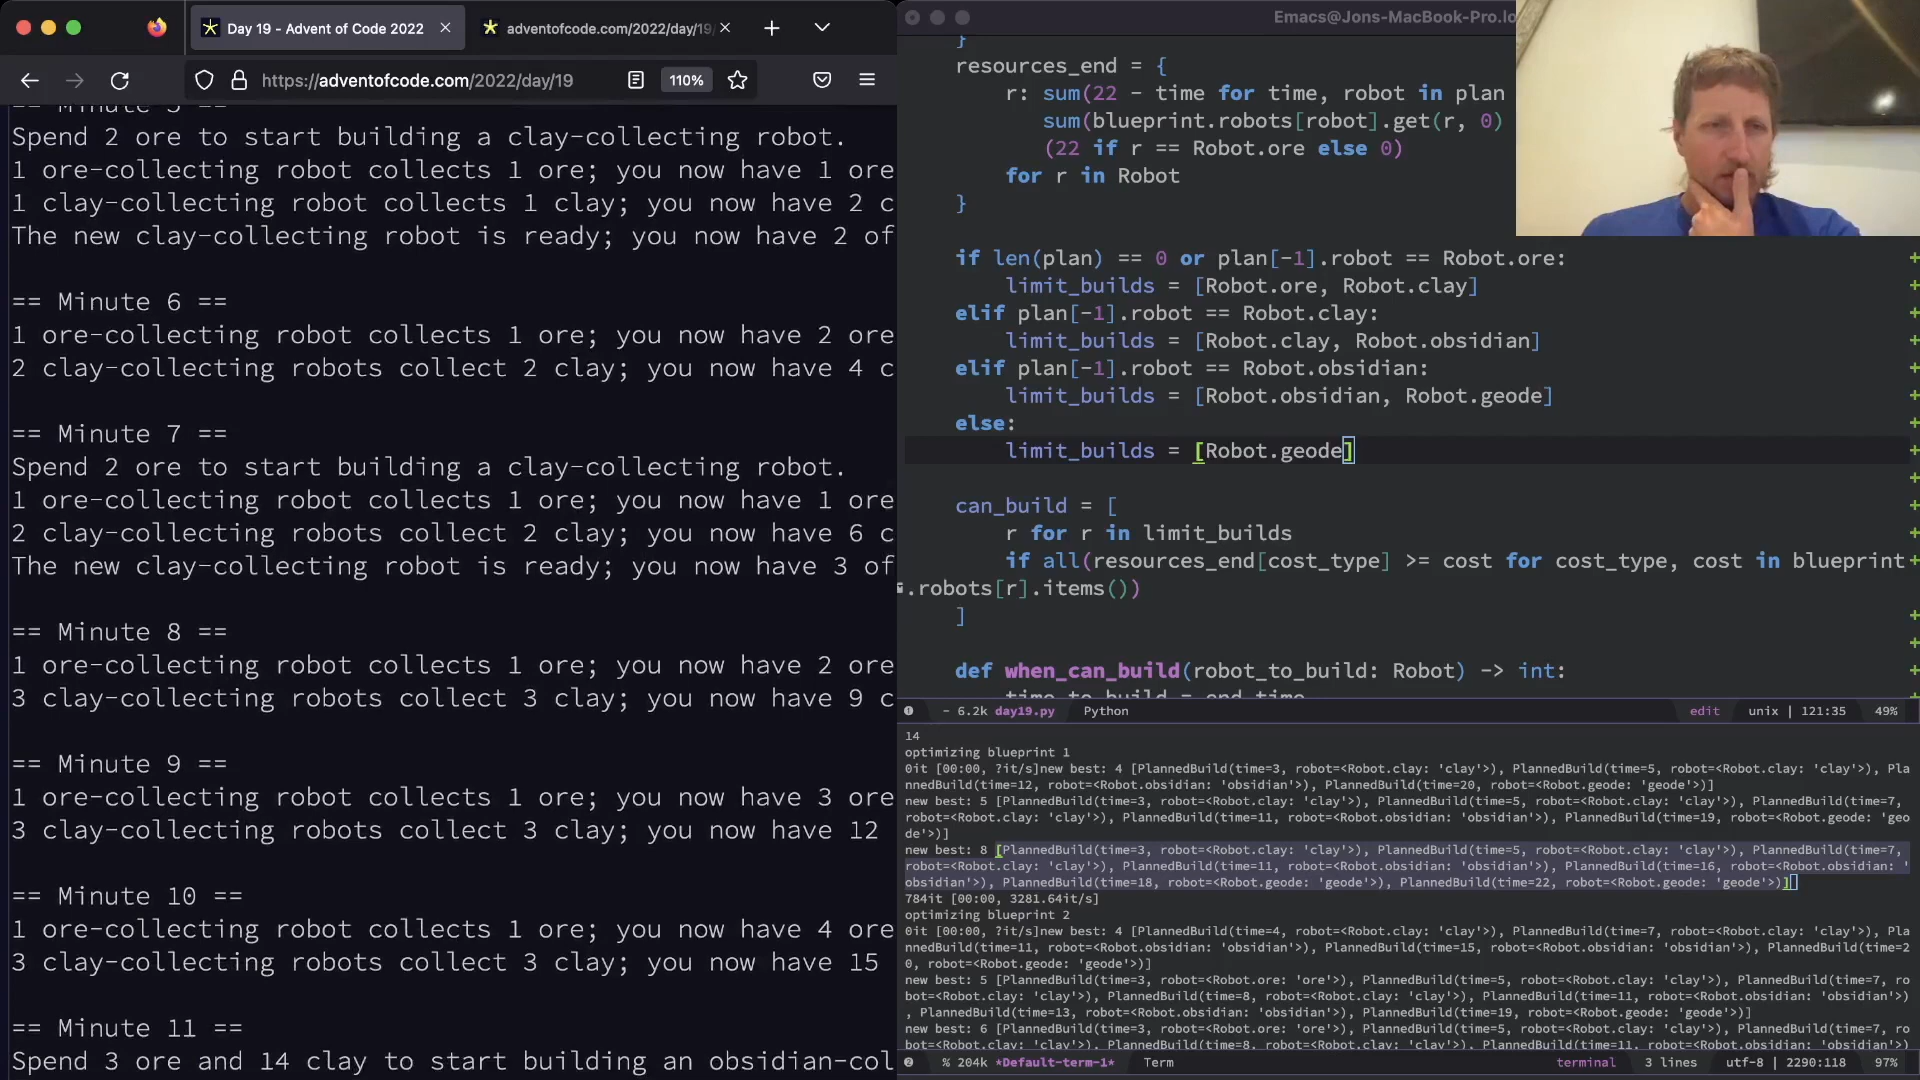 Day 19 - Advent of Code 2022
adventofcode.com/2022/day/19
https://adventofcode.com/2022/day/19
110%
Spend 2 ore to start building a clay-collecting robot.
1 ore-collecting robot collects 1 ore; you now have 1 ore
1 clay-collecting robot collects 1 clay; you now have 2 c
The new clay-collecting robot is ready; you now have 2 of
== Minute 6 ==
1 ore-collecting robot collects 1 ore; you now have 2 ore
2 clay-collecting robots collect 2 clay; you now have 4 c
== Minute 7 ==
Spend 2 ore to start building a clay-collecting robot.
1 ore-collecting robot collects 1 ore; you now have 1 ore
2 clay-collecting robots collect 2 clay; you now have 6 c
The new clay-collecting robot is ready; you now have 3 of
== Minute 8 ==
1 ore-collecting robot collects 1 ore; you now have 2 ore
3 clay-collecting robots collect 3 clay; you now have 9 c
== Minute 9 ==
1 ore-collecting robot collects 1 ore; you now have 3 ore
3 clay-collecting robots collect 3 clay; you now have 12
== Minute 10 ==
1 ore-collecting robot collects 1 ore; you now have 4 ore
3 clay-collecting robots collect 3 clay; you now have 15
== Minute 11 ==
Spend 3 ore and 14 clay to start building an obsidian-col
Emacs@Jons-MacBook-Pro.lo
}
resources_end = {
r: sum(22 - time for time, robot in plan
sum(blueprint.robots[robot].get(r, 0)
(22 if r == Robot.ore else 0)
for r in Robot
}
if len(plan) == 0 or plan[-1].robot == Robot.ore:
limit_builds = [Robot.ore, Robot.clay]
elif plan[-1].robot == Robot.clay:
limit_builds = [Robot.clay, Robot.obsidian]
elif plan[-1].robot == Robot.obsidian:
limit_builds = [Robot.obsidian, Robot.geode]
else:
limit_builds = [Robot.geode]
can_build = [
r for r in limit_builds
if all(resources_end[cost_type] >= cost for cost_type, cost in blueprint
.robots[r].items())
]
def when_can_build(robot_to_build: Robot) -> int:
time_to_build = end_time
- 6.2k day19.py Python edit unix | 121:35 49%
14
optimizing blueprint 1
0it [00:00, ?it/s]new best: 4 [PlannedBuild(time=3, robot=<Robot.clay: 'clay'>), PlannedBuild(time=5, robot=<Robot.clay: 'clay'>), Pla
nnedBuild(time=12, robot=<Robot.obsidian: 'obsidian'>), PlannedBuild(time=20, robot=<Robot.geode: 'geode'>)]
new best: 5 [PlannedBuild(time=3, robot=<Robot.clay: 'clay'>), PlannedBuild(time=5, robot=<Robot.clay: 'clay'>), PlannedBuild(time=7,
robot=<Robot.clay: 'clay'>), PlannedBuild(time=11, robot=<Robot.obsidian: 'obsidian'>), PlannedBuild(time=19, robot=<Robot.geode: 'geo
de'>)]
new best: 8 [PlannedBuild(time=3, robot=<Robot.clay: 'clay'>), PlannedBuild(time=5, robot=<Robot.clay: 'clay'>), PlannedBuild(time=7,
robot=<Robot.clay: 'clay'>), PlannedBuild(time=11, robot=<Robot.obsidian: 'obsidian'>), PlannedBuild(time=16, robot=<Robot.obsidian: '
obsidian'>), PlannedBuild(time=18, robot=<Robot.geode: 'geode'>), PlannedBuild(time=22, robot=<Robot.geode: 'geode'>)]
784it [00:00, 3281.64it/s]
optimizing blueprint 2
0it [00:00, ?it/s]new best: 4 [PlannedBuild(time=4, robot=<Robot.clay: 'clay'>), PlannedBuild(time=7, robot=<Robot.clay: 'clay'>), Pla
nnedBuild(time=11, robot=<Robot.obsidian: 'obsidian'>), PlannedBuild(time=15, robot=<Robot.obsidian: 'obsidian'>), PlannedBuild(time=2
0, robot=<Robot.geode: 'geode'>)]
new best: 5 [PlannedBuild(time=3, robot=<Robot.ore: 'ore'>), PlannedBuild(time=5, robot=<Robot.clay: 'clay'>), PlannedBuild(time=7, ro
bot=<Robot.clay: 'clay'>), PlannedBuild(time=8, robot=<Robot.clay: 'clay'>), PlannedBuild(time=11, robot=<Robot.obsidian: 'obsidian'>)
, PlannedBuild(time=13, robot=<Robot.obsidian: 'obsidian'>), PlannedBuild(time=19, robot=<Robot.geode: 'geode'>)]
new best: 6 [PlannedBuild(time=3, robot=<Robot.ore: 'ore'>), PlannedBuild(time=5, robot=<Robot.clay: 'clay'>), PlannedBuild(time=7, ro
bot=<Robot.clay: 'clay'>), PlannedBuild(time=8, robot=<Robot.clay: 'clay'>), PlannedBuild(time=11, robot=<Robot.obsidian: 'obsidian'>)
% 204k *Default-term-1* Term terminal 3 lines utf-8 | 2290:118 97%